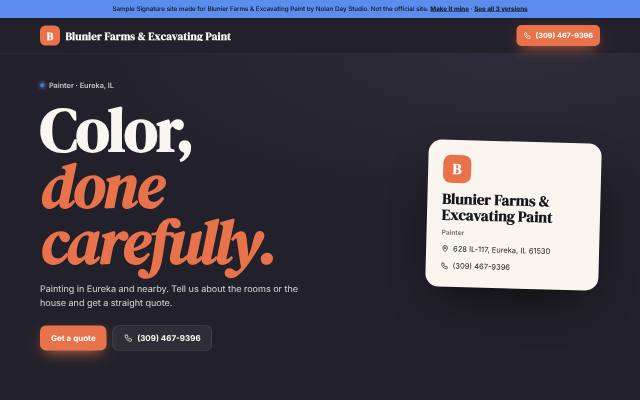 Sample Signature site made for Blunier Farms & Excavating Paint by Nolan Day Studio. Not the official site. Make it mine · See all 3 versions
B Blunier Farms & Excavating Paint
(309) 467-9396
Painter · Eureka, IL
Color,
done
carefully.
Painting in Eureka and nearby. Tell us about the rooms or the
house and get a straight quote.
Get a quote
(309) 467-9396
B
Blunier Farms &
Excavating Paint
Painter
628 IL-117, Eureka, IL 61530
(309) 467-9396